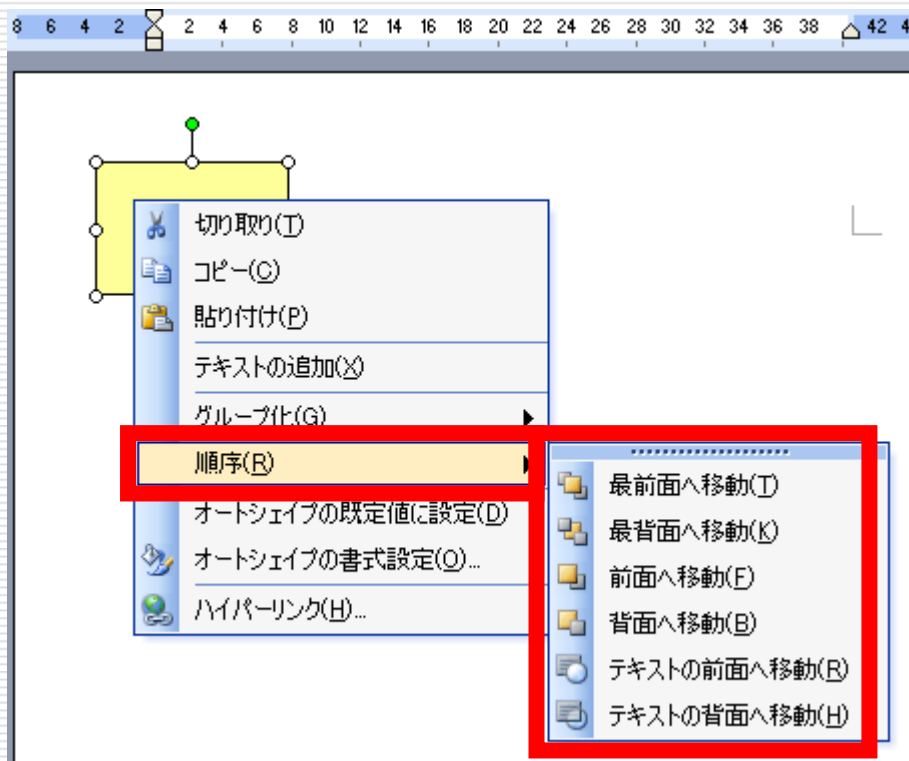 8 6 4 2 2 4 6 8 10 12 14 16 18 20 22 24 26 28 30 32 34 36 38 42 4
切り取り(T)
コピー(C)
貼り付け(P)
テキストの追加(X)
グループ化(G)
順序(R)
オートシェイプの既定値に設定(D)
オートシェイプの書式設定(O)...
ハイパーリンク(H)...
最前面へ移動(T)
最背面へ移動(K)
前面へ移動(F)
背面へ移動(B)
テキストの前面へ移動(R)
テキストの背面へ移動(H)